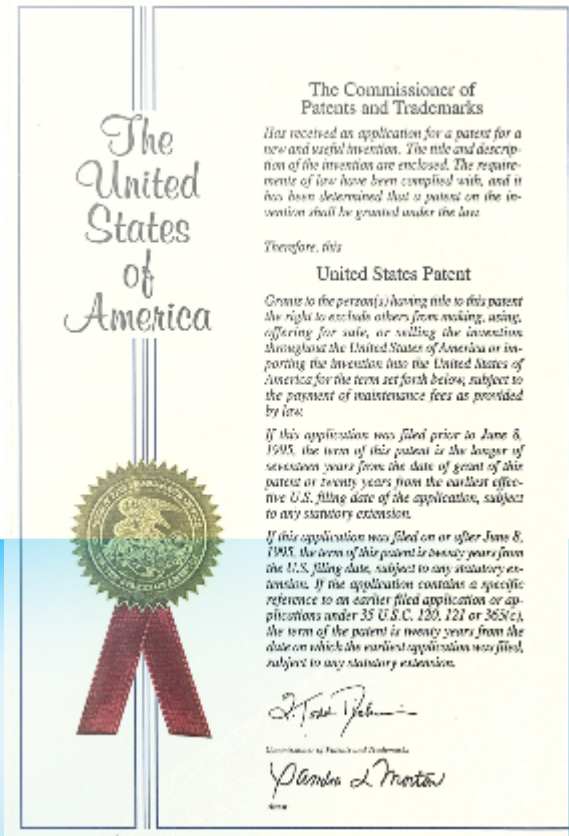 The
United
States
of
America
The Commissioner of
Patents and Trademarks
Has received an application for a patent for a
new and useful invention. The title and descrip-
tion of the invention are enclosed. The require-
ments of law have been complied with, and it
has been determined that a patent on the in-
vention shall be granted under the law.
Therefore, this
United States Patent
Grants to the person(s) having title to this patent
the right to exclude others from making, using,
offering for sale, or selling the invention
throughout the United States of America or im-
porting the invention into the United States of
America for the term set forth below, subject to
the payment of maintenance fees as provided
by law.
If this application was filed prior to June 8,
1995, the term of this patent is the longer of
seventeen years from the date of grant of this
patent or twenty years from the earliest effec-
tive U.S. filing date of the application, subject
to any statutory extension.
If this application was filed on or after June 8,
1995, the term of this patent is twenty years from
the U.S. filing date, subject to any statutory ex-
tension. If the application contains a specific
reference to an earlier filed application or ap-
plications under 35 U.S.C. 120, 121 or 365(c),
the term of the patent is twenty years from the
date on which the earliest application was filed,
subject to any statutory extension.
Commissioner of Patents and Trademarks